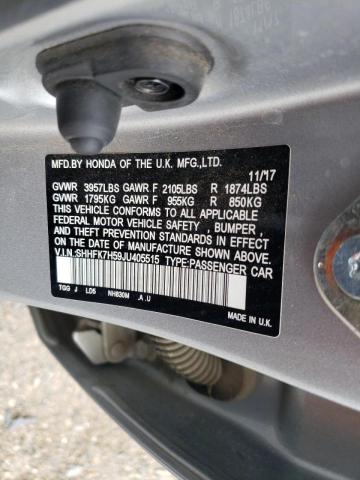 MFD.BY HONDA OF THE U.K. MFG.,LTD.
11/17
GVWR 3957LBS GAWR F 2105LBS R 1874LBS
GVWR 1795KG GAWR F 955KG R 850KG
THIS VEHICLE CONFORMS TO ALL APPLICABLE
FEDERAL MOTOR VEHICLE SAFETY , BUMPER ,
AND THEFT PREVENTION STANDARDS IN EFFECT ON
THE DATE OF MANUFACTURE SHOWN ABOVE.
V.I.N:SHHFK7H59JU405515 TYPE:PASSENGER CAR
TGG J LD5 NH830M .A .U
MADE IN U.K.